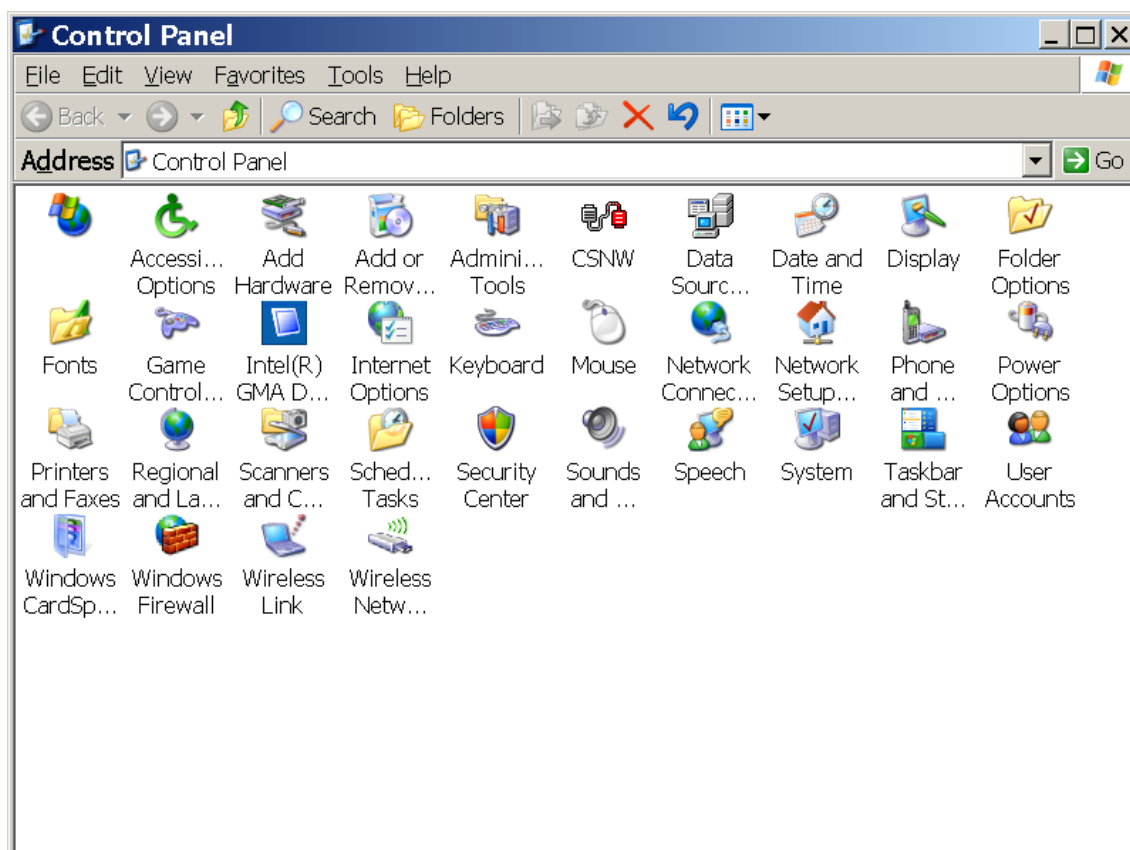 Control Panel
File Edit View Favorites Tools Help
Back Search Folders
Address Control Panel Go
Accessi... Add Add or Admini... CSNW Data Date and Display Folder
Options Hardware Remov... Tools Sourc... Time Options
Fonts Game Intel(R) Internet Keyboard Mouse Network Network Phone Power
Control... GMA D... Options Connec... Setup... and ... Options
Printers Regional Scanners Sched... Security Sounds Speech System Taskbar User
and Faxes and La... and C... Tasks Center and ... and St... Accounts
Windows Windows Wireless Wireless
CardSp... Firewall Link Netw...